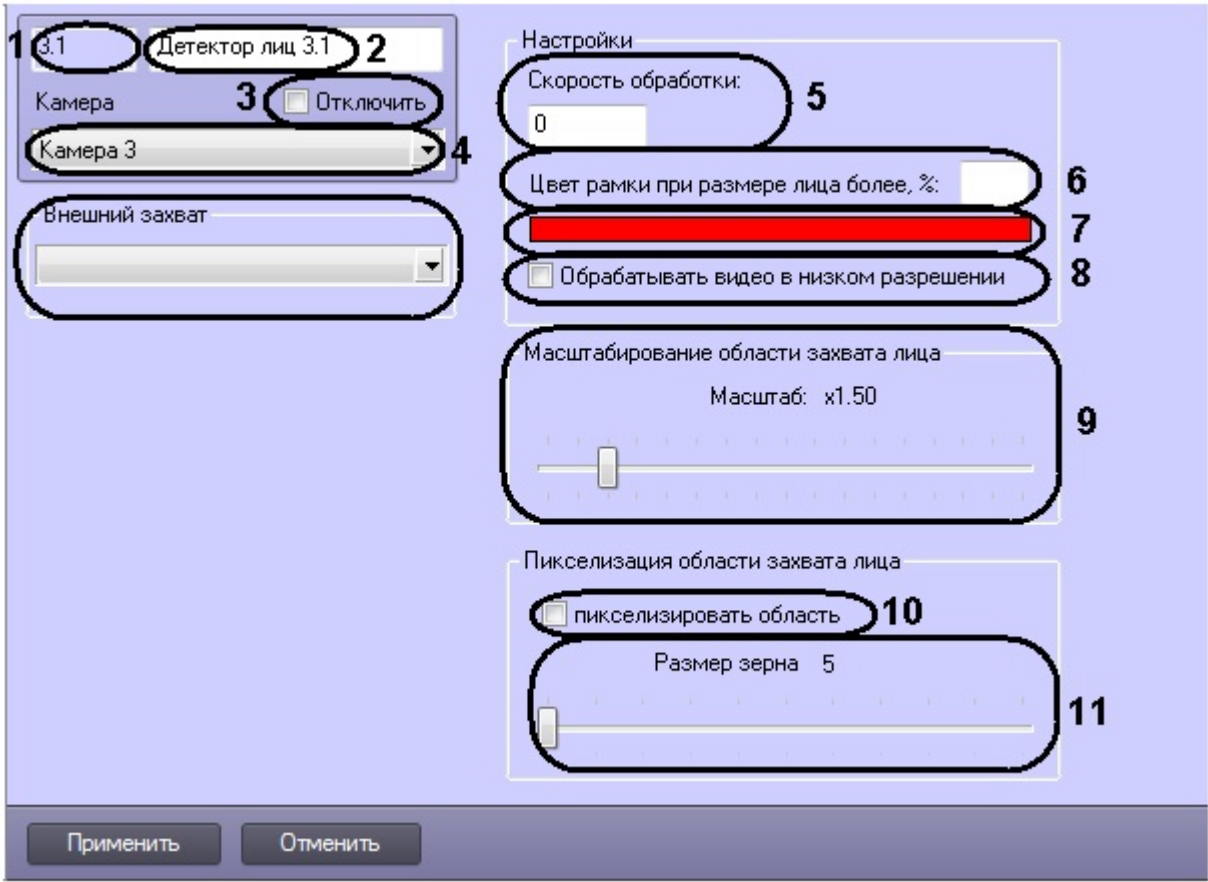 1 3.1 Детектор лиц 3.1 2
Камера 3 Отключить
Камера 3 4
Внешний захват
Настройки
Скорость обработки: 5
0
Цвет рамки при размере лица более, %: 6
7
Обрабатывать видео в низком разрешении 8
Масштабирование области захвата лица
Масштаб: x1.50
9
Пикселизация области захвата лица
пикселизировать область 10
Размер зерна 5
11
Применить Отменить